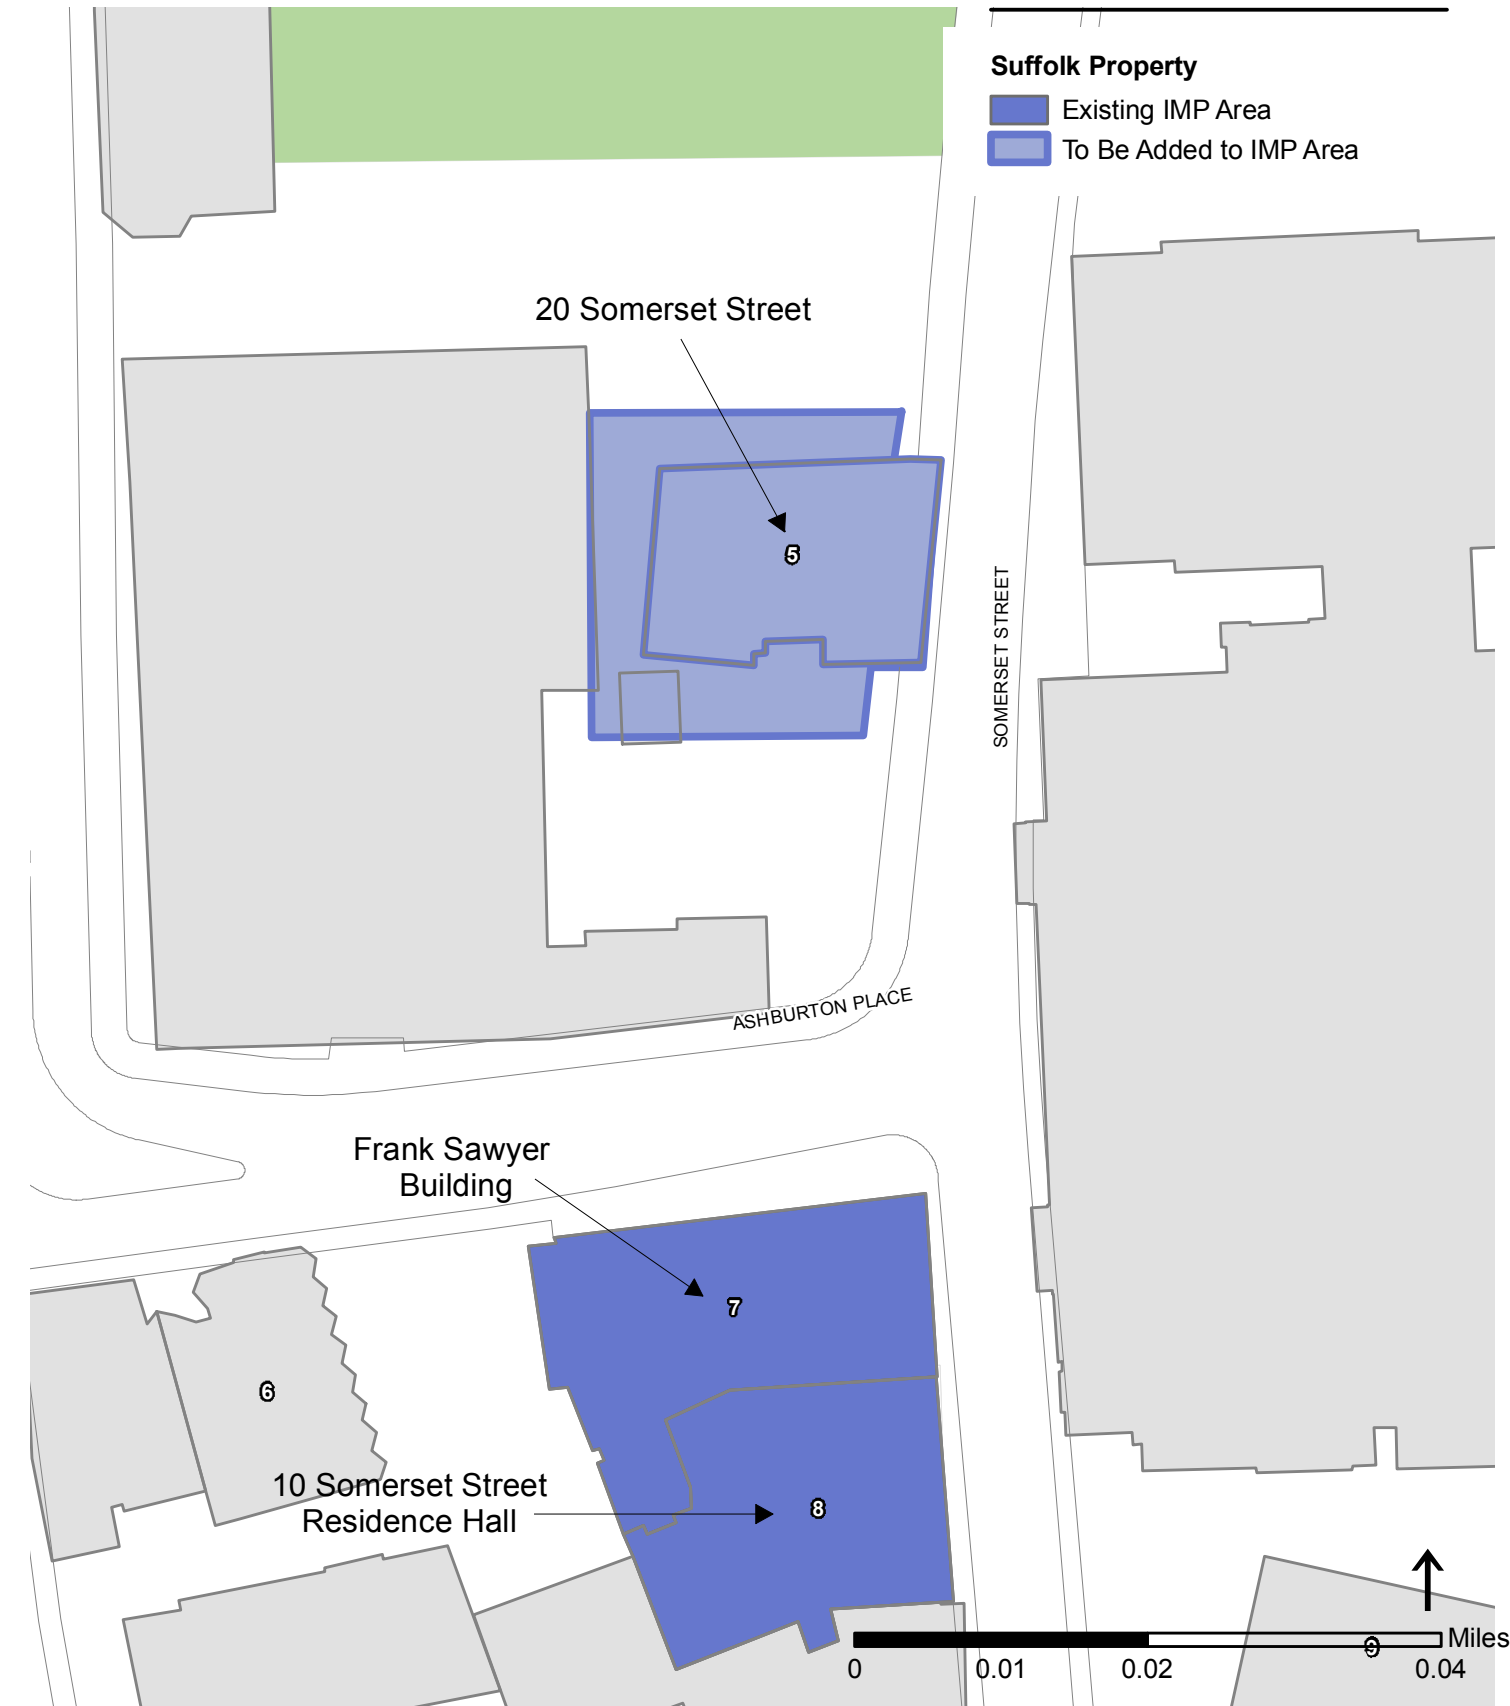 Suffolk Property
Existing IMP Area
To Be Added to IMP Area
20 Somerset Street
5
SOMERSET STREET
ASHBURTON PLACE
Frank Sawyer
Building
7
6
10 Somerset Street
Residence Hall
8
9
Miles
0 0.01 0.02 0.04